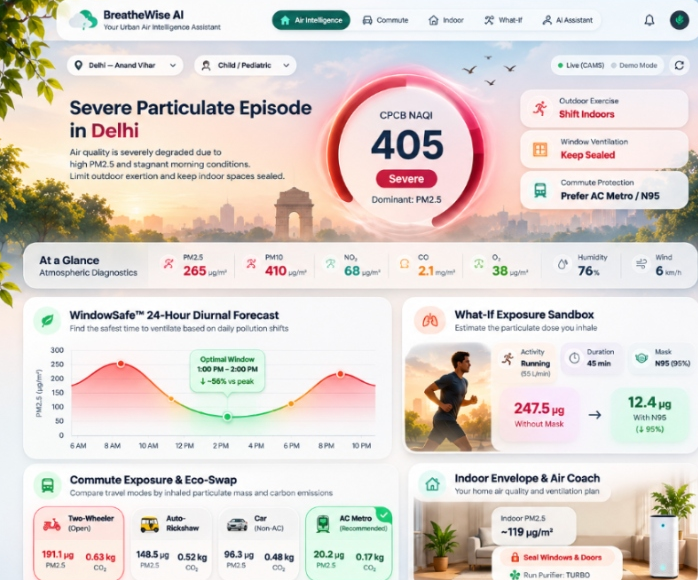 BreatheWise AI
Your Urban Air Intelligence Assistant
Air Intelligence
Commute
Indoor
What-If
AI Assistant
Delhi — Anand Vihar
Child / Pediatric
Live (CAMS)
Demo Mode
Severe Particulate Episode
in Delhi
Air quality is severely degraded due to
high PM2.5 and stagnant morning conditions.
Limit outdoor exertion and keep indoor spaces sealed.
CPCB NAQI
405
Severe
Dominant: PM2.5
Outdoor Exercise
Shift Indoors
Window Ventilation
Keep Sealed
Commute Protection
Prefer AC Metro / N95
At a Glance
Atmospheric Diagnostics
PM2.5
265 µg/m³
PM10
410 µg/m³
NO₂
68 µg/m³
CO
2.1 mg/m³
O₃
38 µg/m³
Humidity
76%
Wind
6 km/h
WindowSafe™ 24-Hour Diurnal Forecast
Find the safest time to ventilate based on daily pollution shifts
PM2.5 (µg/m³)
300
250
200
150
100
50
0
Optimal Window
1:00 PM – 2:00 PM
↓ ~56% vs peak
6 AM 8 AM 10 AM 12 PM 2 PM 4 PM 6 PM 8 PM 10 PM
What-If Exposure Sandbox
Estimate the particulate dose you inhale
Activity
Running
(55 L/min)
Duration
45 min
Mask
N95 (95%)
247.5 µg
Without Mask
→
12.4 µg
With N95
(↓ 95%)
Commute Exposure & Eco-Swap
Compare travel modes by inhaled particulate mass and carbon emissions
Two-Wheeler
(Open)
191.1 µg 0.63 kg
PM2.5 CO₂
Auto-
Rickshaw
148.5 µg 0.52 kg
PM2.5 CO₂
Car
(Non-AC)
96.3 µg 0.48 kg
PM2.5 CO₂
AC Metro
(Recommended)
20.2 µg 0.17 kg
PM2.5 CO₂
Indoor Envelope & Air Coach
Your home air quality and ventilation plan
Indoor PM2.5
~119 µg/m³
Seal Windows & Doors
Run Purifier: TURBO